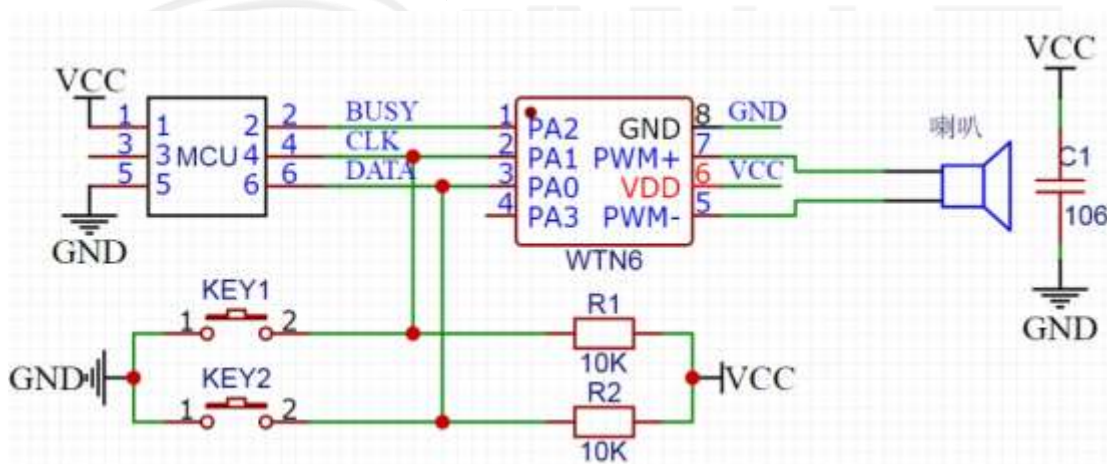 VCC
1 1 2 2 BUSY 1 PA2 GND 8 GND
3 3 MCU 4 4 CLK 2 PA1 PWM+ 7
5 5 6 6 DATA 3 PA0 VDD 6 VCC
4 PA3 PWM- 5
GND
WTN6
喇叭
VCC
C1
106
GND
KEY1
1 2
R1
10K
GND
VCC
KEY2
1 2
R2
10K